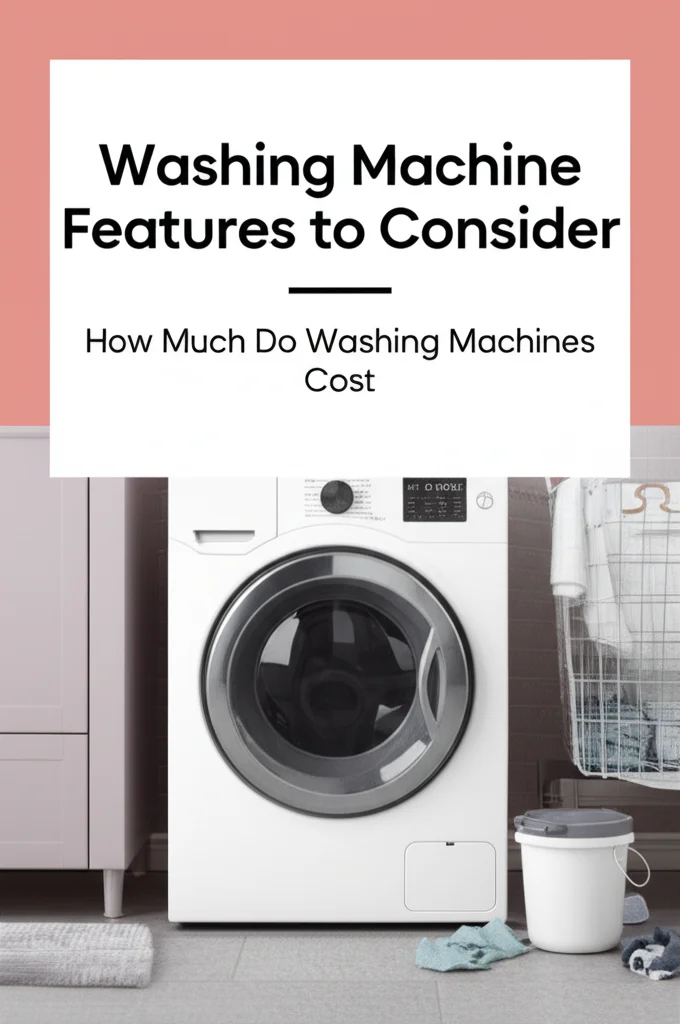 Washing Machine
Features to Consider
How Much Do Washing Machines
Cost